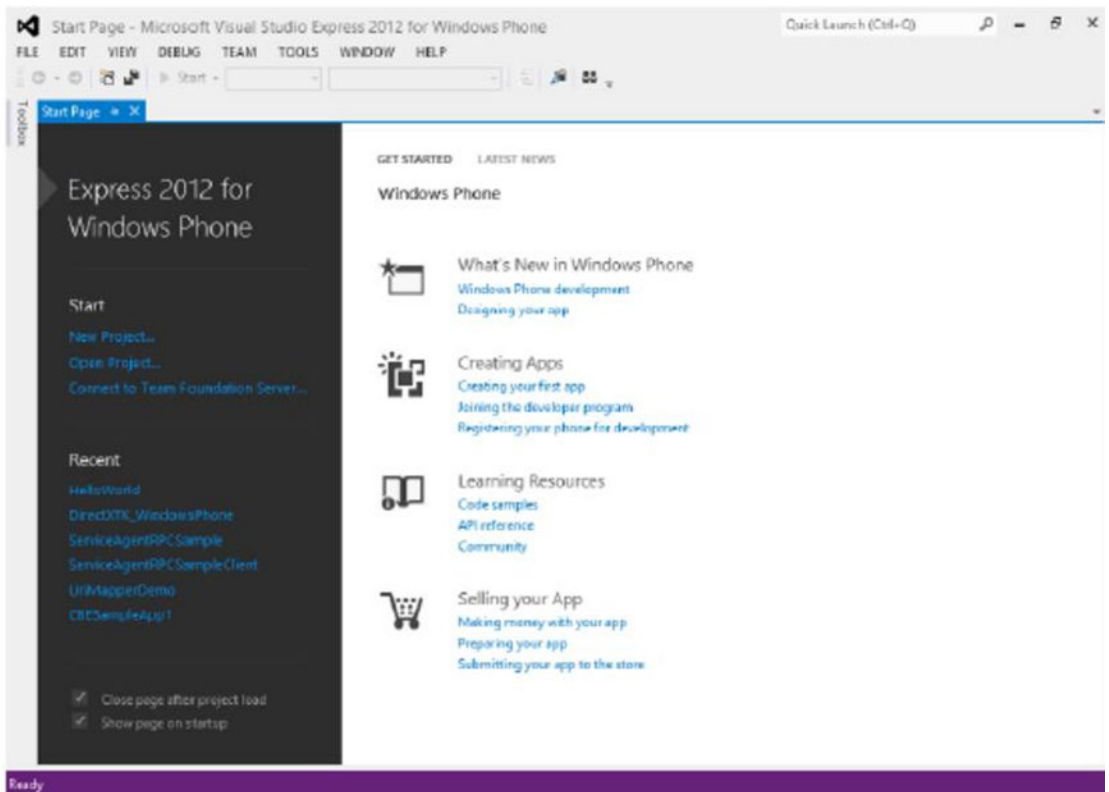 Start Page - Microsoft Visual Studio Express 2012 for Windows Phone
Quick Launch (Ctrl+Q)
FILE EDIT VIEW DEBUG TEAM TOOLS WINDOW HELP
Start
Toolbox
Start Page
Express 2012 for
Windows Phone
Start
New Project...
Open Project...
Connect to Team Foundation Server...
Recent
HelloWorld
DirectXTK_WindowsPhone
ServiceAgentRPCSample
ServiceAgentRPCSampleClient
UriMapperDemo
CBESampleApp1
Close page after project load
Show page on startup
GET STARTED LATEST NEWS
Windows Phone
What's New in Windows Phone
Windows Phone development
Designing your app
Creating Apps
Creating your first app
Joining the developer program
Registering your phone for development
Learning Resources
Code samples
API reference
Community
Selling your App
Making money with your app
Preparing your app
Submitting your app to the store
Ready